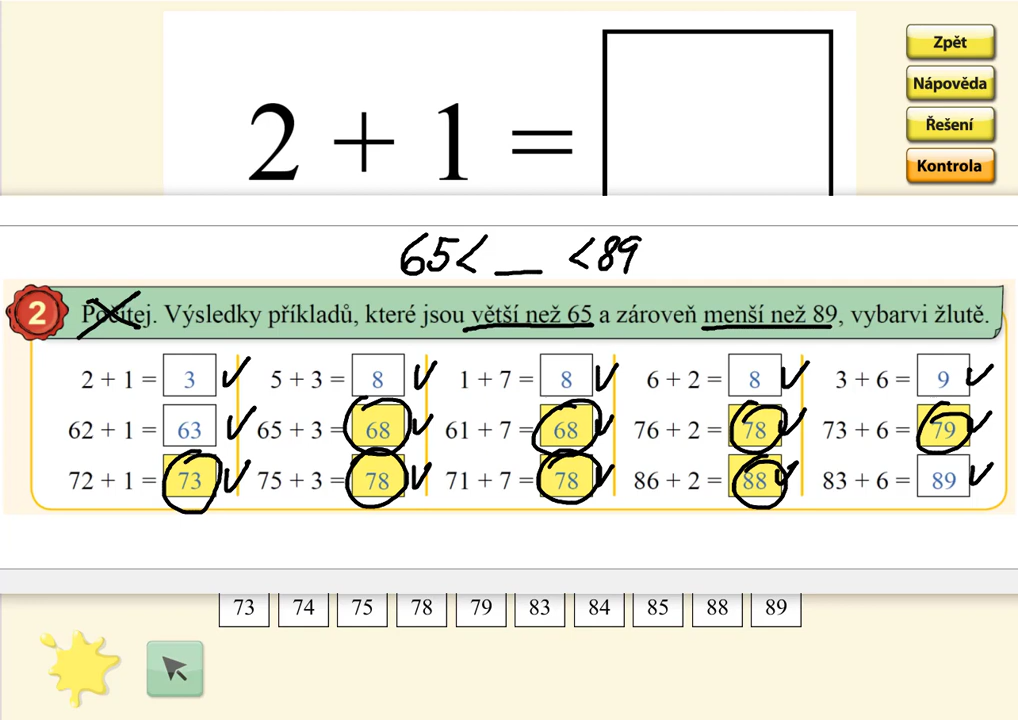 Zpět
2 + 1 =
Nápověda
Řešení
Kontrola
65 < _ < 89
2 Počítej. Výsledky příkladů, které jsou větší než 65 a zároveň menší než 89, vybarvi žlutě.
2 + 1 = 3 5 + 3 = 8 1 + 7 = 8 6 + 2 = 8 3 + 6 = 9
62 + 1 = 63 65 + 3 = 68 61 + 7 = 68 76 + 2 = 78 73 + 6 = 79
72 + 1 = 73 75 + 3 = 78 71 + 7 = 78 86 + 2 = 88 83 + 6 = 89
73 74 75 78 79 83 84 85 88 89